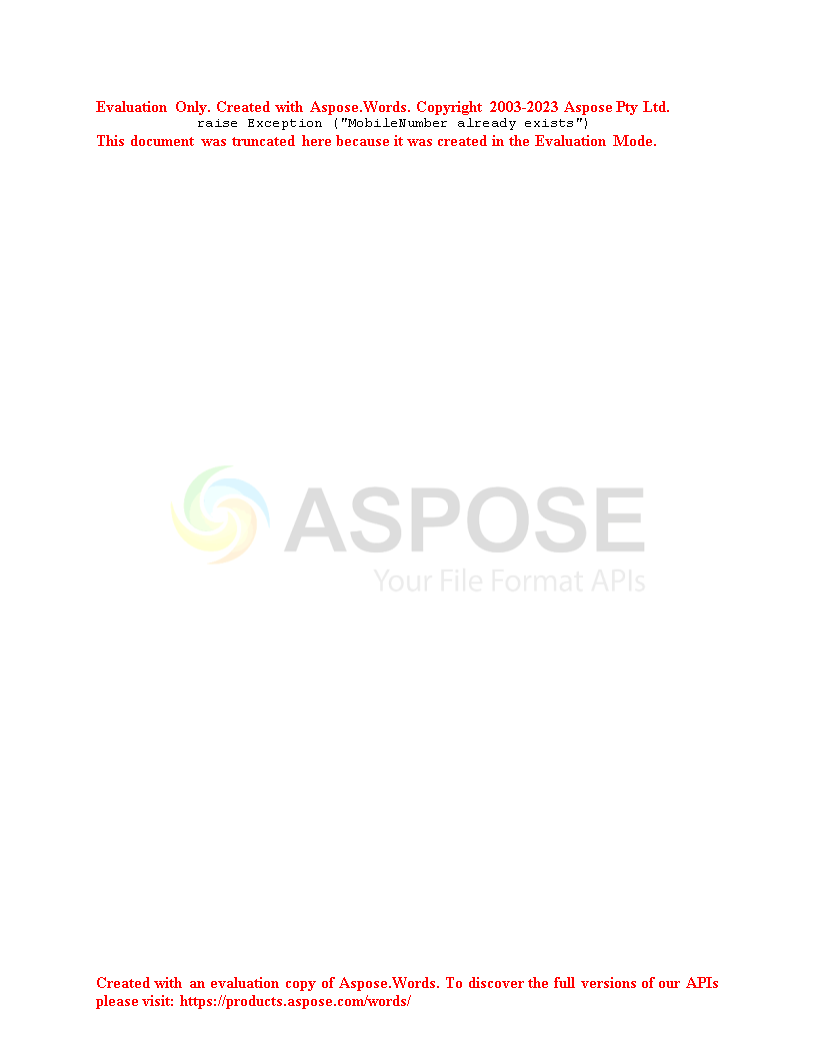 Evaluation Only. Created with Aspose.Words. Copyright 2003-2023 Aspose Pty Ltd.
raise Exception ("MobileNumber already exists")
This document was truncated here because it was created in the Evaluation Mode.
ASPOSE
Your File Format APIs
Created with an evaluation copy of Aspose.Words. To discover the full versions of our APIs
please visit: https://products.aspose.com/words/